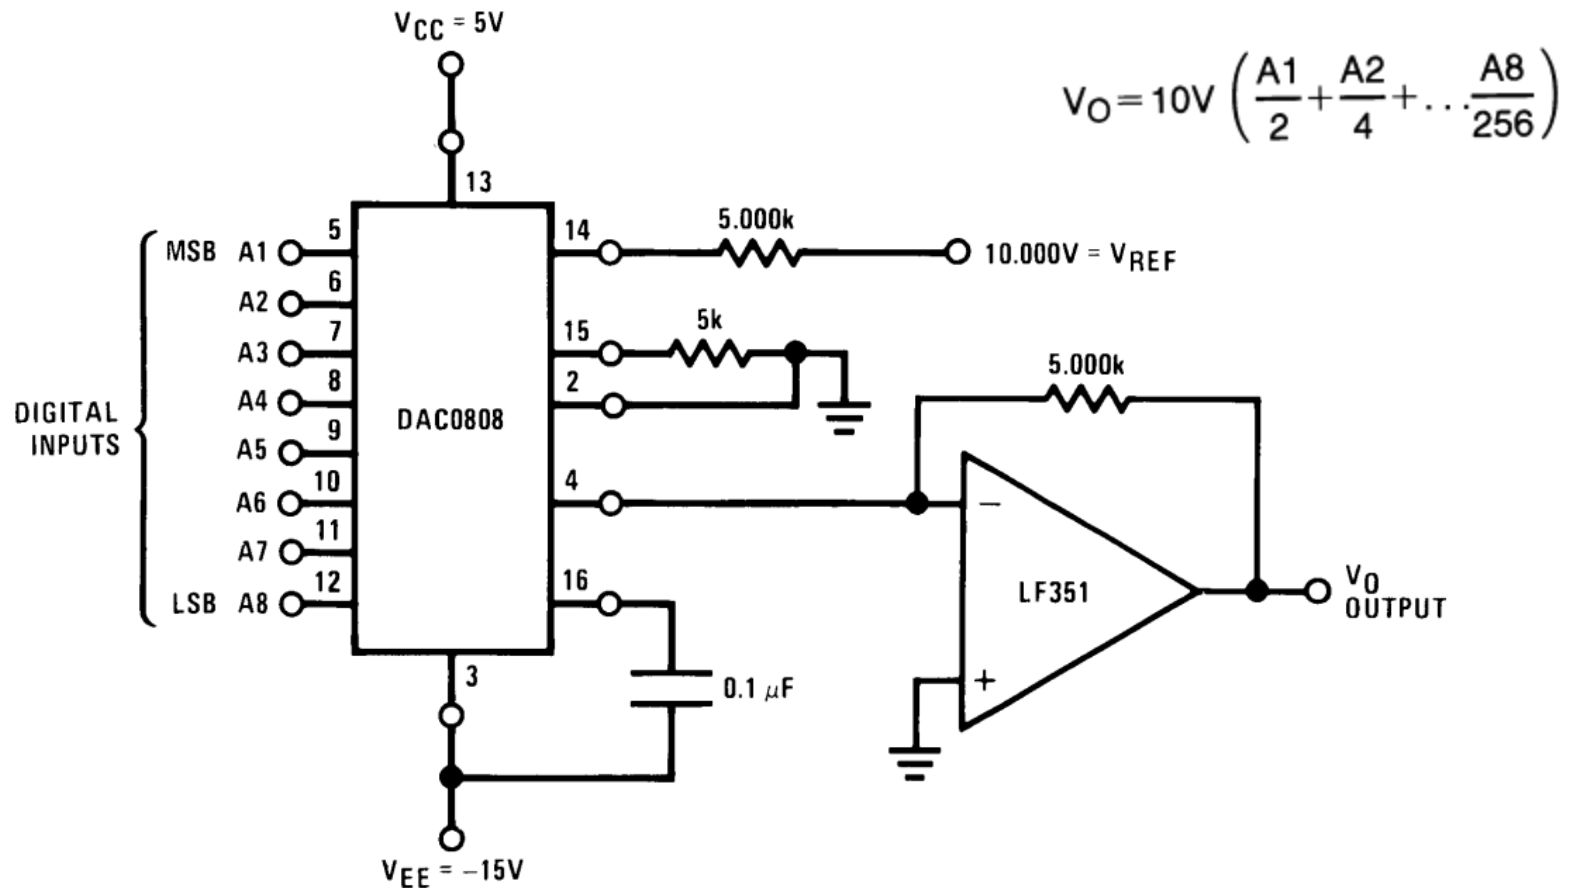 VCC = 5V
VO = 10V (A1/2 + A2/4 + ... A8/256)
13
MSB A1 5
A2 6
A3 7
A4 8
A5 9
A6 10
A7 11
LSB A8 12
DIGITAL
INPUTS
DAC0808
14
5.000k
10.000V = VREF
15
5k
2
4
16
0.1 μF
3
VEE = −15V
5.000k
−
+
LF351
VO
OUTPUT